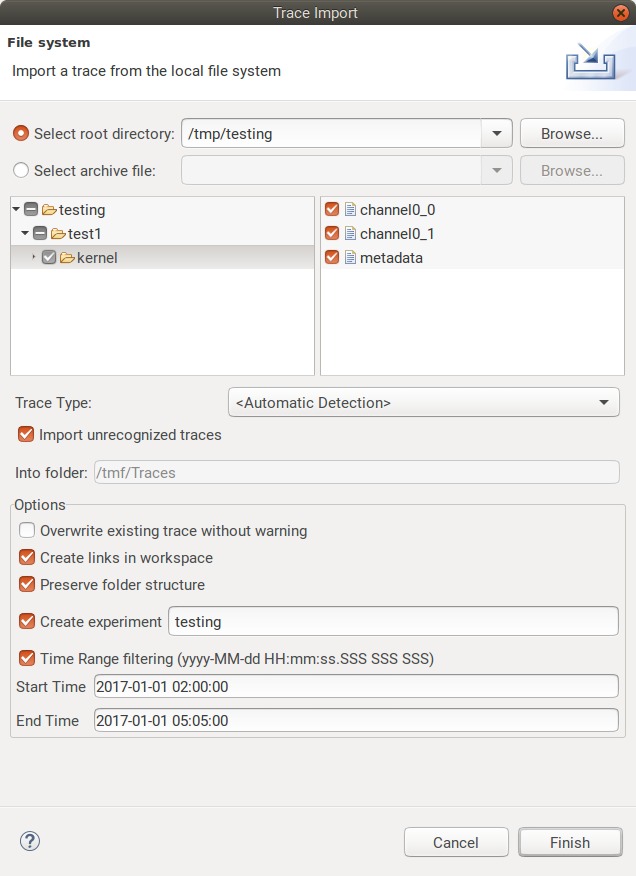 Trace Import
File system
Import a trace from the local file system
Select root directory: /tmp/testing Browse...
Select archive file: Browse...
testing
test1
kernel
channel0_0
channel0_1
metadata
Trace Type: <Automatic Detection>
Import unrecognized traces
Into folder: /tmf/Traces
Options
Overwrite existing trace without warning
Create links in workspace
Preserve folder structure
Create experiment testing
Time Range filtering (yyyy-MM-dd HH:mm:ss.SSS SSS SSS)
Start Time 2017-01-01 02:00:00
End Time 2017-01-01 05:05:00
? Cancel Finish